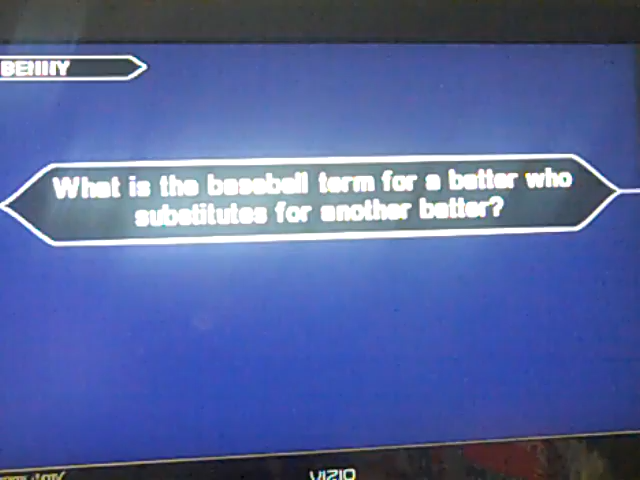 BENNY
What is the baseball term for a batter who
substitutes for another batter?
VIZIO